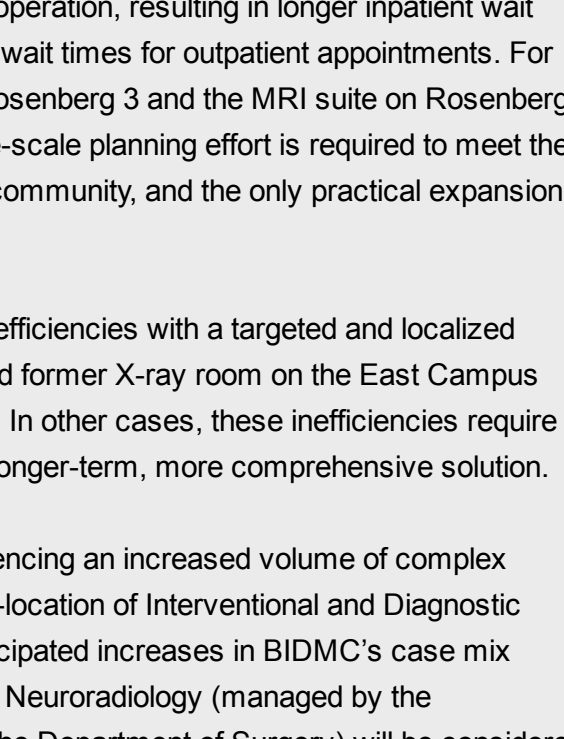 operation, resulting in longer inpatient wait
wait times for outpatient appointments. For
osenberg 3 and the MRI suite on Rosenberg
-scale planning effort is required to meet the
community, and the only practical expansion
efficiencies with a targeted and localized
d former X-ray room on the East Campus
In other cases, these inefficiencies require
onger-term, more comprehensive solution.
encing an increased volume of complex
-location of Interventional and Diagnostic
cipated increases in BIDMC’s case mix
Neuroradiology (managed by the
he Department of Surgery) will be considere